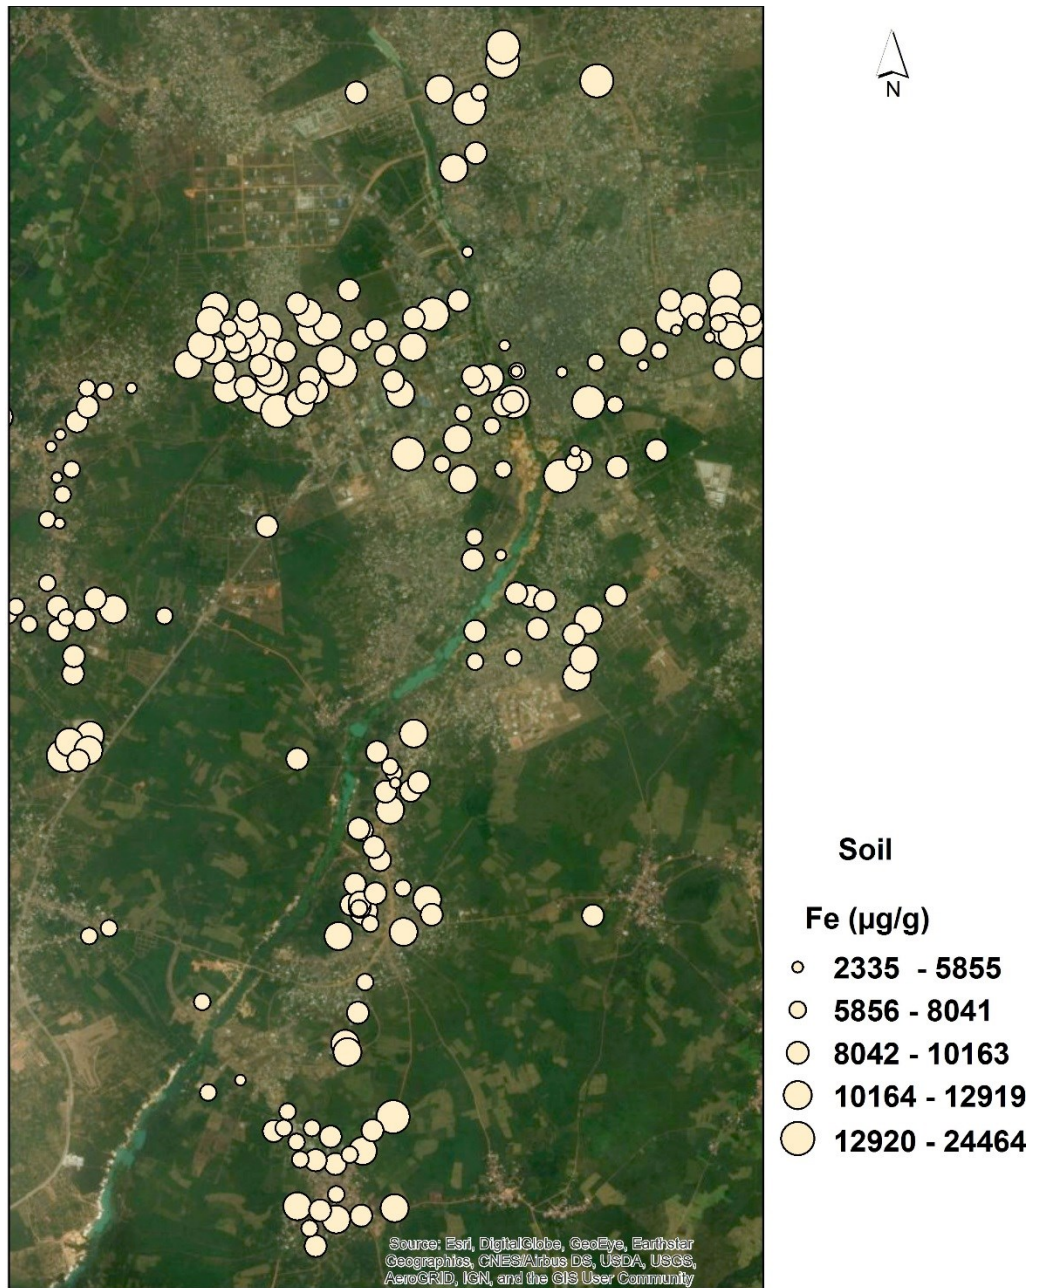 N
Soil
Fe (µg/g)
2335 - 5855
5856 - 8041
8042 - 10163
10164 - 12919
12920 - 24464
Source: Esri, DigitalGlobe, GeoEye, Earthstar
Geographics, CNES/Airbus DS, USDA, USGS,
AeroGRID, IGN, and the GIS User Community